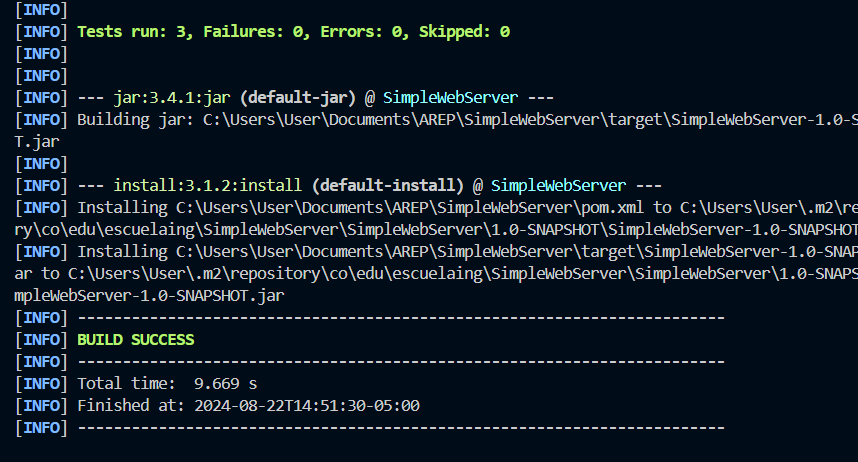 [INFO]
[INFO] Tests run: 3, Failures: 0, Errors: 0, Skipped: 0
[INFO]
[INFO]
[INFO] --- jar:3.4.1:jar (default-jar) @ SimpleWebServer ---
[INFO] Building jar: C:\Users\User\Documents\AREP\SimpleWebServer\target\SimpleWebServer-1.0-S
T.jar
[INFO]
[INFO] --- install:3.1.2:install (default-install) @ SimpleWebServer ---
[INFO] Installing C:\Users\User\Documents\AREP\SimpleWebServer\pom.xml to C:\Users\User\.m2\re
ry\co\edu\escuelaing\SimpleWebServer\SimpleWebServer\1.0-SNAPSHOT\SimpleWebServer-1.0-SNAPSHOT
[INFO] Installing C:\Users\User\Documents\AREP\SimpleWebServer\target\SimpleWebServer-1.0-SNAPS
ar to C:\Users\User\.m2\repository\co\edu\escuelaing\SimpleWebServer\SimpleWebServer\1.0-SNAPS
mpleWebServer-1.0-SNAPSHOT.jar
[INFO] ------------------------------------------------------------------------
[INFO] BUILD SUCCESS
[INFO] ------------------------------------------------------------------------
[INFO] Total time:  9.669 s
[INFO] Finished at: 2024-08-22T14:51:30-05:00
[INFO] ------------------------------------------------------------------------